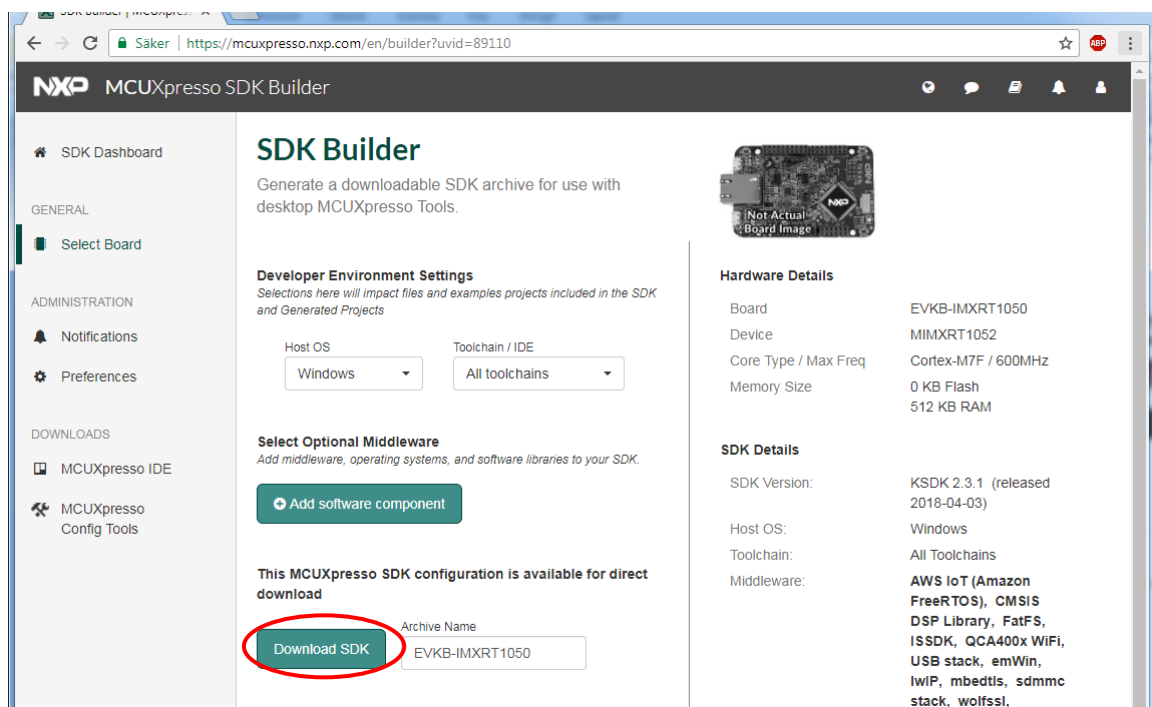 SDK Builder | MCUXpres
Säker | https://mcuxpresso.nxp.com/en/builder?uvid=89110
ABP
NXP MCUXpresso SDK Builder
SDK Dashboard
GENERAL
Select Board
ADMINISTRATION
Notifications
Preferences
DOWNLOADS
MCUXpresso IDE
MCUXpresso
Config Tools
SDK Builder
Generate a downloadable SDK archive for use with
desktop MCUXpresso Tools.
Developer Environment Settings
Selections here will impact files and examples projects included in the SDK
and Generated Projects
Host OS
Toolchain / IDE
Windows
All toolchains
Select Optional Middleware
Add middleware, operating systems, and software libraries to your SDK.
Add software component
This MCUXpresso SDK configuration is available for direct
download
Archive Name
Download SDK
EVKB-IMXRT1050
NXP
NXP
Not Actual
Board Image
Hardware Details
Board EVKB-IMXRT1050
Device MIMXRT1052
Core Type / Max Freq Cortex-M7F / 600MHz
Memory Size 0 KB Flash
512 KB RAM
SDK Details
SDK Version: KSDK 2.3.1 (released
2018-04-03)
Host OS: Windows
Toolchain: All Toolchains
Middleware: AWS IoT (Amazon
FreeRTOS), CMSIS
DSP Library, FatFS,
ISSDK, QCA400x WiFi,
USB stack, emWin,
lwIP, mbedtls, sdmmc
stack, wolfssl,